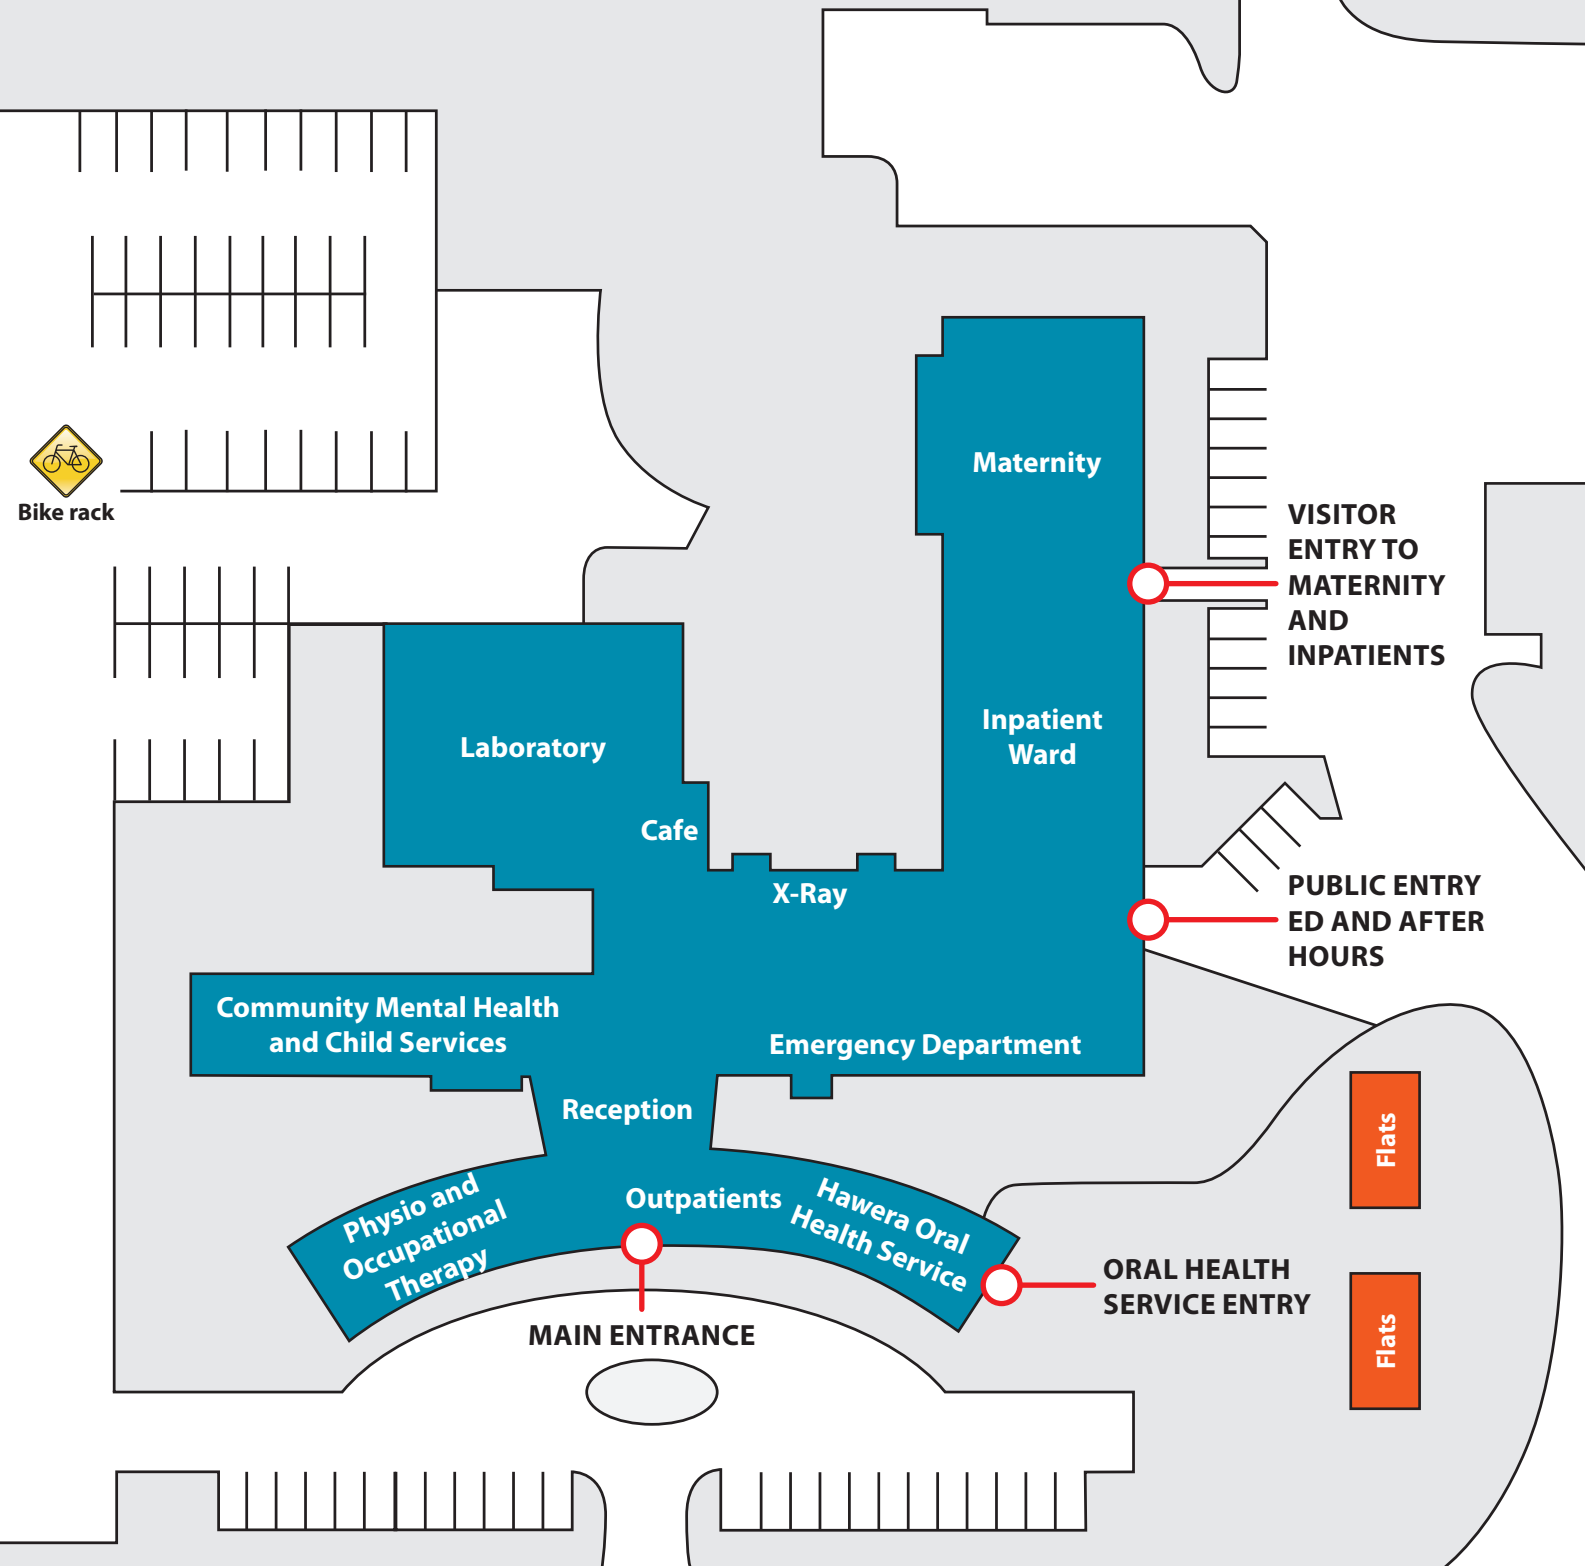 Bike rack
Maternity
VISITOR
ENTRY TO
MATERNITY
AND
INPATIENTS
Laboratory
Inpatient
Ward
Cafe
X-Ray
PUBLIC ENTRY
ED AND AFTER
HOURS
Community Mental Health
and Child Services
Emergency Department
Reception
Physio and
Occupational
Therapy
Outpatients
Hawera Oral
Health Service
Flats
ORAL HEALTH
SERVICE ENTRY
MAIN ENTRANCE
Flats